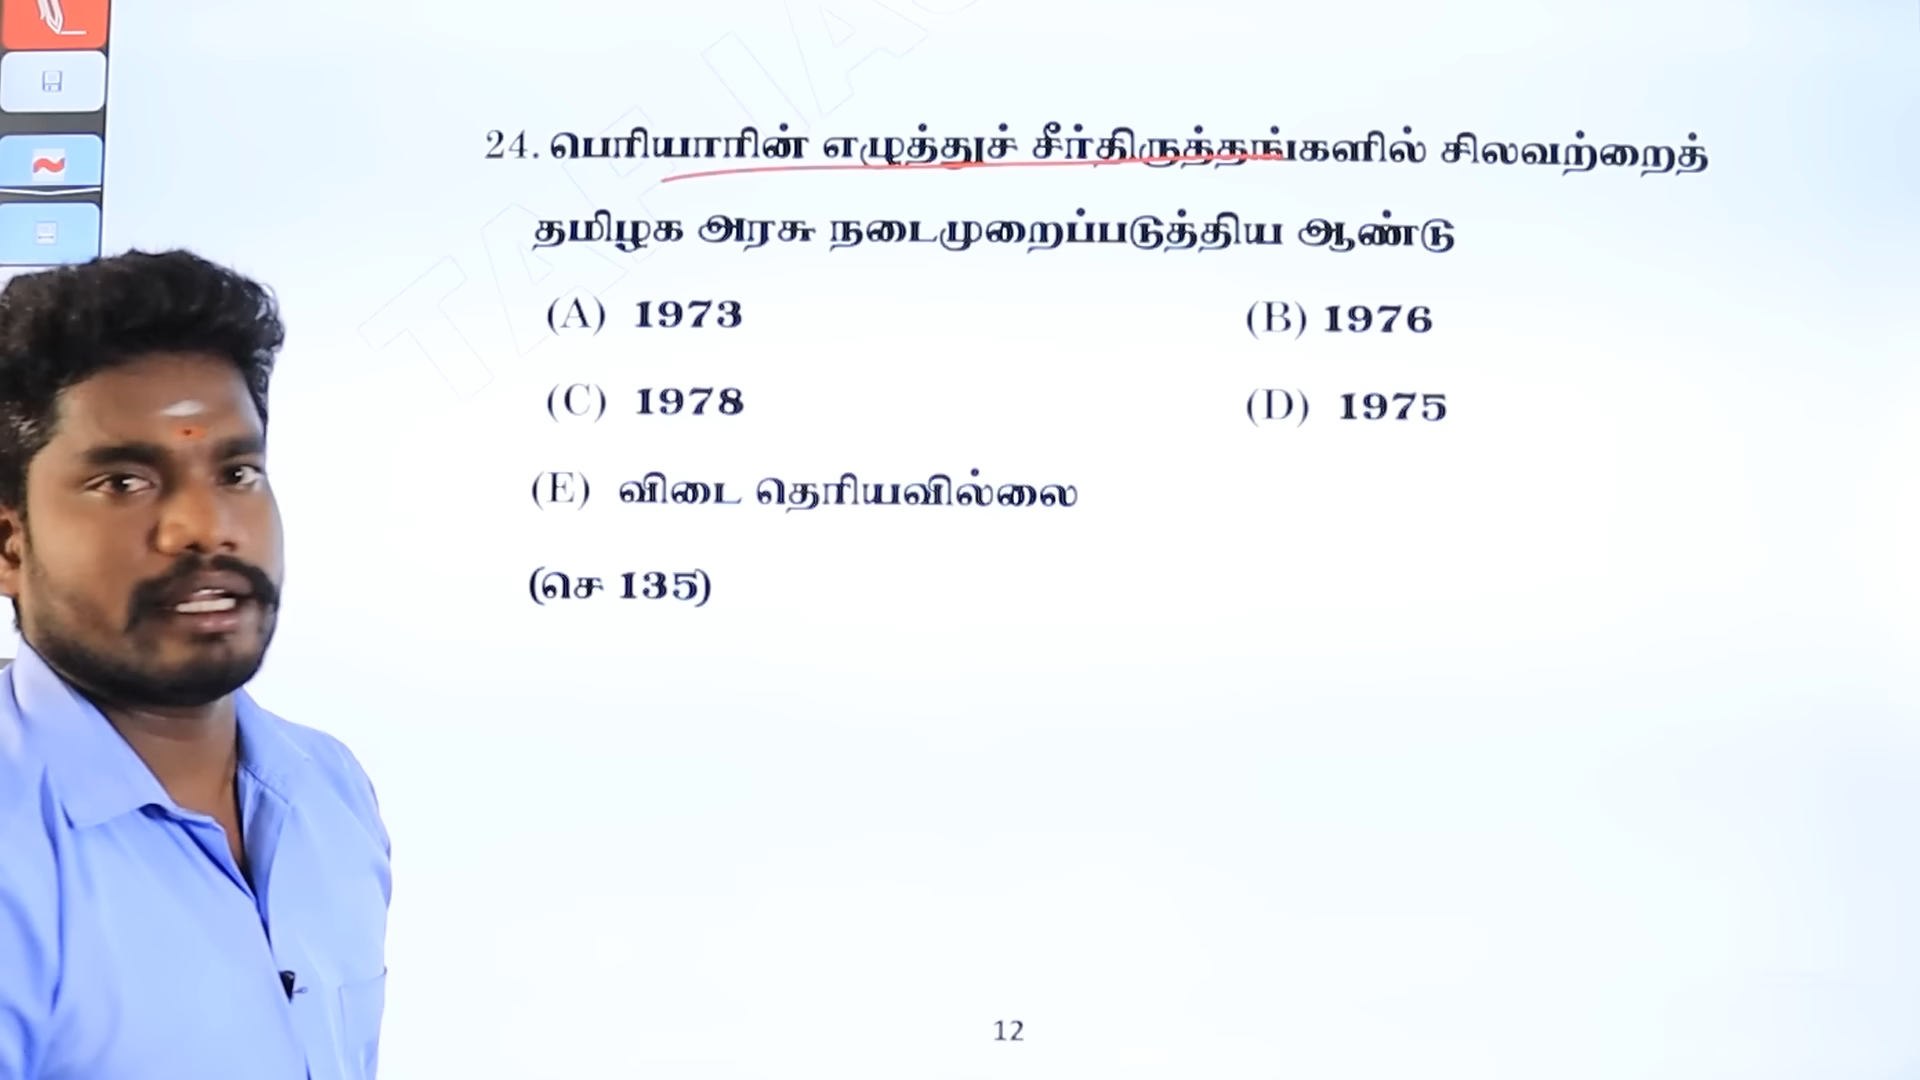 24. பெரியாரின் எழுத்துச் சீர்திருத்தங்களில் சிலவற்றைத்
தமிழக அரசு நடைமுறைப்படுத்திய ஆண்டு
(A) 1973 (B) 1976
(C) 1978 (D) 1975
(E) விடை தெரியவில்லை
(செ 135)
12